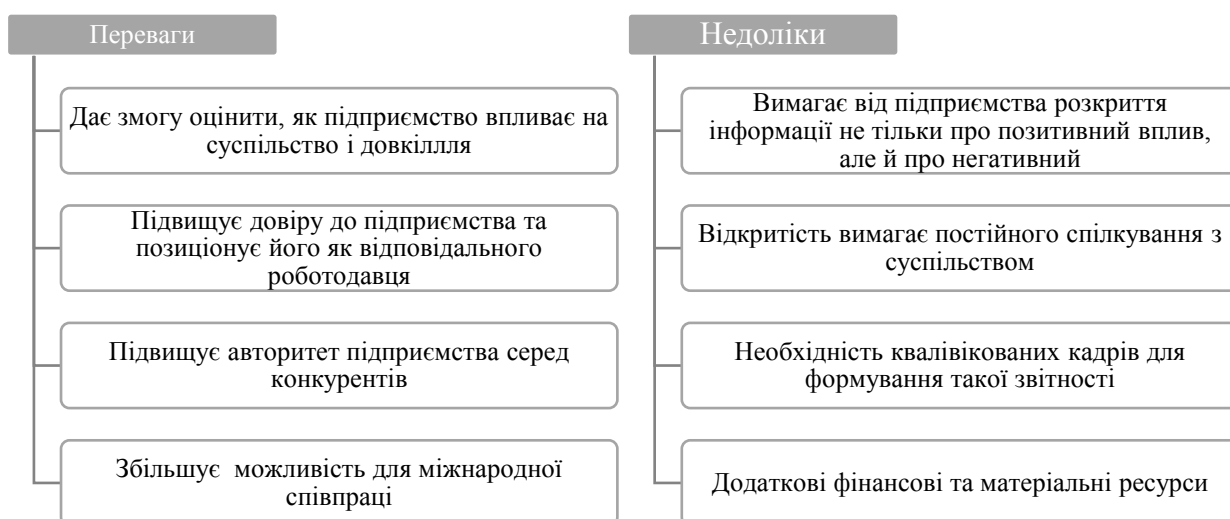 Переваги
Дає змогу оцінити, як підприємство впливає на
суспільство і довкіллля
Підвищує довіру до підприємства та
позиціонує його як відповідального
роботодавця
Підвищує авторитет підприємства серед
конкурентів
Збільшує можливість для міжнародної
співпраці
Недоліки
Вимагає від підприємства розкриття
інформації не тільки про позитивний вплив,
але й про негативний
Відкритість вимагає постійного спілкування з
суспільством
Необхідність квалівікованих кадрів для
формування такої звітності
Додаткові фінансові та матеріальні ресурси